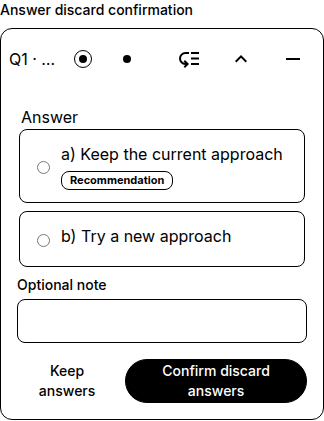 Answer discard confirmation
Q1 · ...
Answer
a) Keep the current approach
Recommendation
b) Try a new approach
Optional note
Keep
answers
Confirm discard
answers